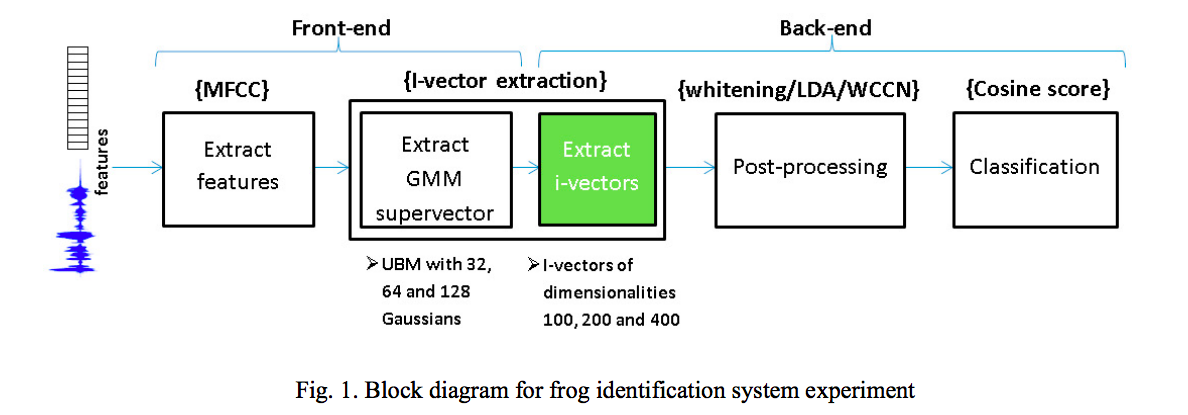 Front-end
Back-end
{MFCC}
{I-vector extraction}
{whitening/LDA/WCCN}
{Cosine score}
features
Extract
features
Extract
GMM
supervector
Extract
i-vectors
Post-processing
Classification
➢UBM with 32,
64 and 128
Gaussians
➢I-vectors of
dimensionalities
100, 200 and 400
Fig. 1. Block diagram for frog identification system experiment